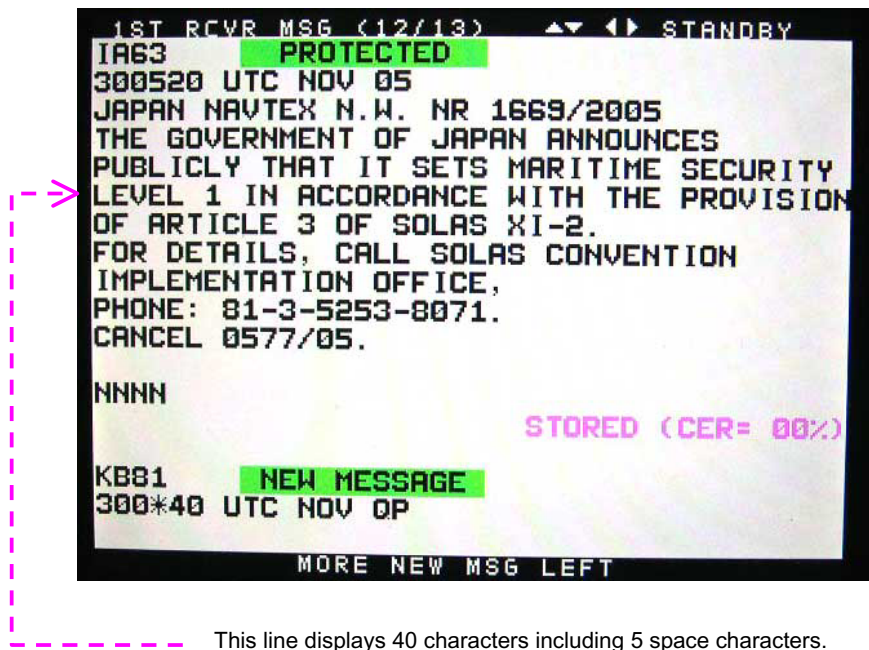 1ST RCVR MSG (12/13) ▲▼ ◀▶ STANDBY
IA63 PROTECTED
300520 UTC NOV 05
JAPAN NAVTEX N.W. NR 1669/2005
THE GOVERNMENT OF JAPAN ANNOUNCES
PUBLICLY THAT IT SETS MARITIME SECURITY
LEVEL 1 IN ACCORDANCE WITH THE PROVISION
OF ARTICLE 3 OF SOLAS XI-2.
FOR DETAILS, CALL SOLAS CONVENTION
IMPLEMENTATION OFFICE,
PHONE: 81-3-5253-8071.
CANCEL 0577/05.
NNNN
STORED (CER= 00%)
KB81 NEW MESSAGE
300*40 UTC NOV QP
MORE NEW MSG LEFT
This line displays 40 characters including 5 space characters.